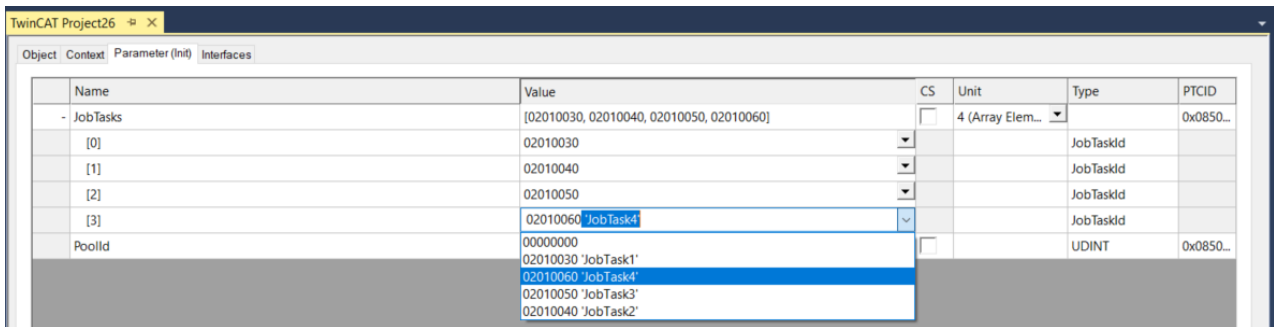 TwinCAT Project26
Object Context Parameter (Init) Interfaces
Name Value CS Unit Type PTCID
- JobTasks [02010030, 02010040, 02010050, 02010060] 4 (Array Elem... 0x0850...
[0] 02010030 JobTaskId
[1] 02010040 JobTaskId
[2] 02010050 JobTaskId
[3] 02010060 'JobTask4' JobTaskId
PoolId 00000000 UDINT 0x0850...
02010030 'JobTask1'
02010060 'JobTask4'
02010050 'JobTask3'
02010040 'JobTask2'